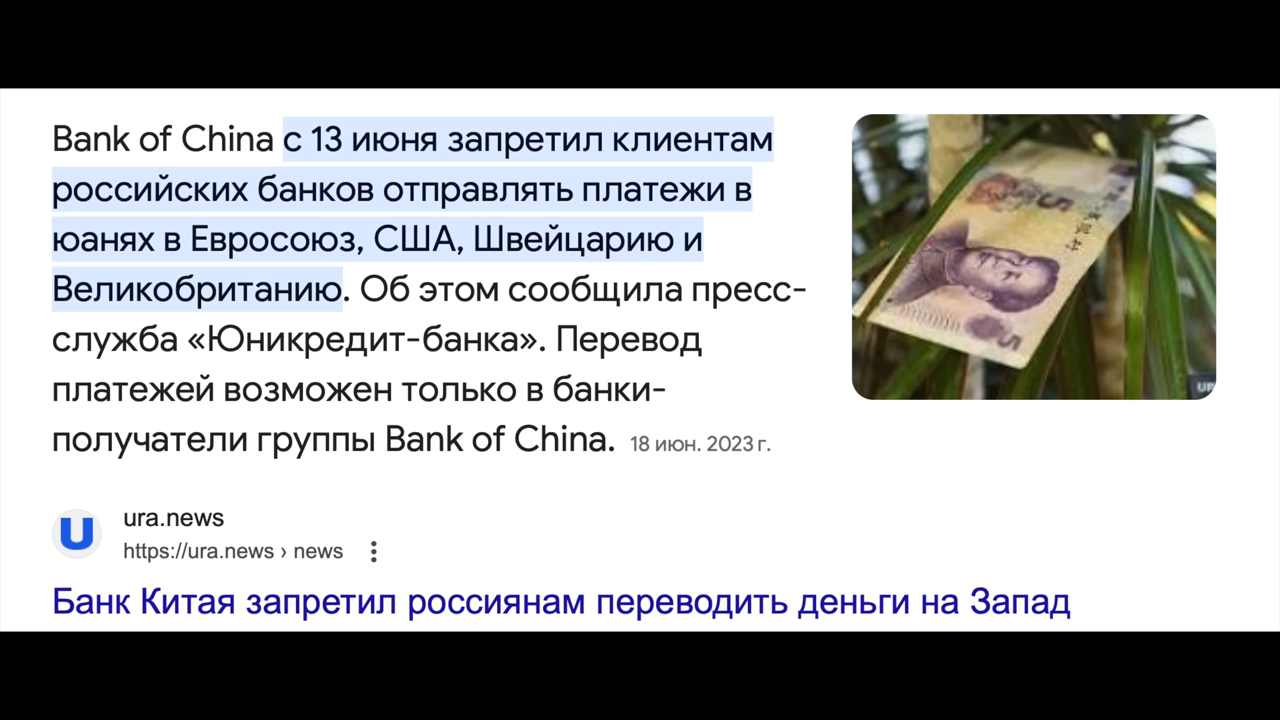 Bank of China с 13 июня запретил клиентам
российских банков отправлять платежи в
юанях в Евросоюз, США, Швейцарию и
Великобританию. Об этом сообщила пресс-
служба «Юникредит-банка». Перевод
платежей возможен только в банки-
получатели группы Bank of China. 18 июн. 2023 г.
5
5
U
ura.news
https://ura.news › news
Банк Китая запретил россиянам переводить деньги на Запад